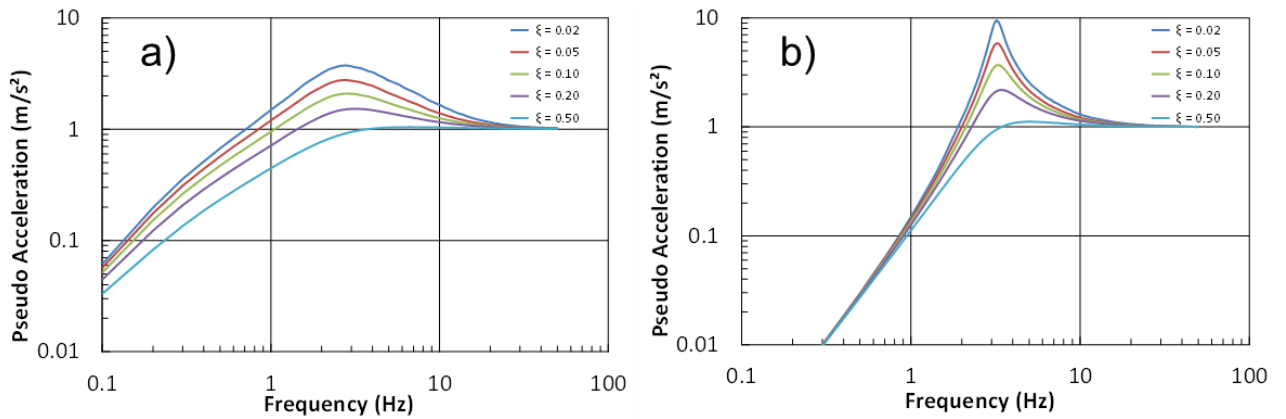 a)
Pseudo Acceleration (m/s²)
10
1
0.1
0.01
0.1
1
10
100
Frequency (Hz)
ξ = 0.02
ξ = 0.05
ξ = 0.10
ξ = 0.20
ξ = 0.50
b)
Pseudo Acceleration (m/s²)
10
1
0.1
0.01
0.1
1
10
100
Frequency (Hz)
ξ = 0.02
ξ = 0.05
ξ = 0.10
ξ = 0.20
ξ = 0.50